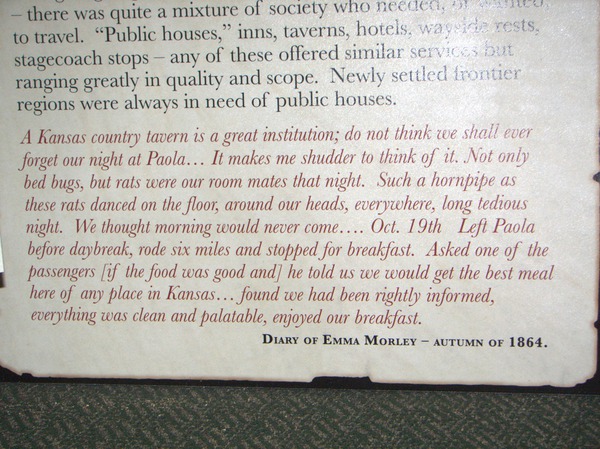 – there was quite a mixture of society who needed, or wanted,
to travel. “Public houses,” inns, taverns, hotels, wayside rests,
stagecoach stops – any of these offered similar services but
ranging greatly in quality and scope. Newly settled frontier
regions were always in need of public houses.
A Kansas country tavern is a great institution; do not think we shall ever
forget our night at Paola… It makes me shudder to think of it. Not only
bed bugs, but rats were our room mates that night. Such a hornpipe as
these rats danced on the floor, around our heads, everywhere, long tedious
night. We thought morning would never come…. Oct. 19th Left Paola
before daybreak, rode six miles and stopped for breakfast. Asked one of the
passengers [if the food was good and] he told us we would get the best meal
here of any place in Kansas… found we had been rightly informed,
everything was clean and palatable, enjoyed our breakfast.
Diary of Emma Morley – autumn of 1864.